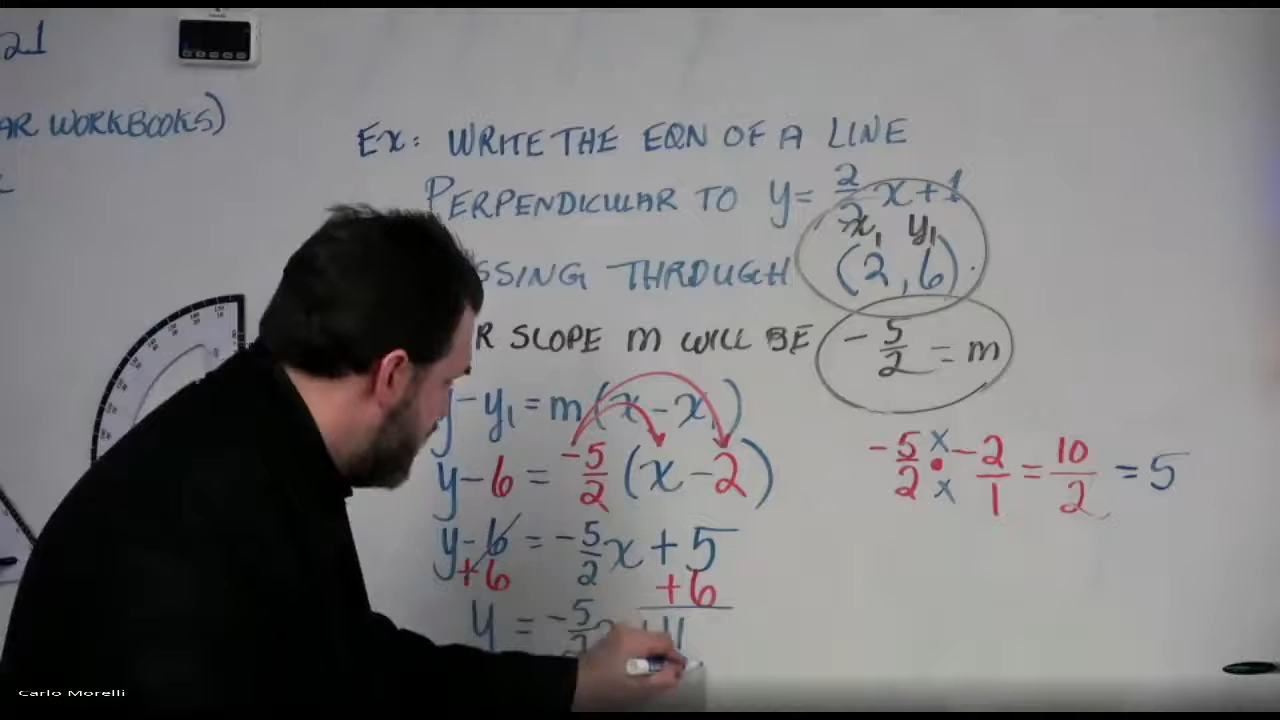 21
AR WORKBOOKS)
Ex: WRITE THE EQN OF A LINE
PERPENDICULAR TO y = 2/5 x + 1
x₁ y₁
SSING THROUGH (2, 6).
R SLOPE m WILL BE -5/2 = m
y - y₁ = m(x - x₁)
y - 6 = -5/2 (x - 2)
-5/2 · -2/1 = 10/2 = 5
x
x
y - 6 = -5/2 x + 5
+6 +6
y = -5/2 x + 11
Carlo Morelli